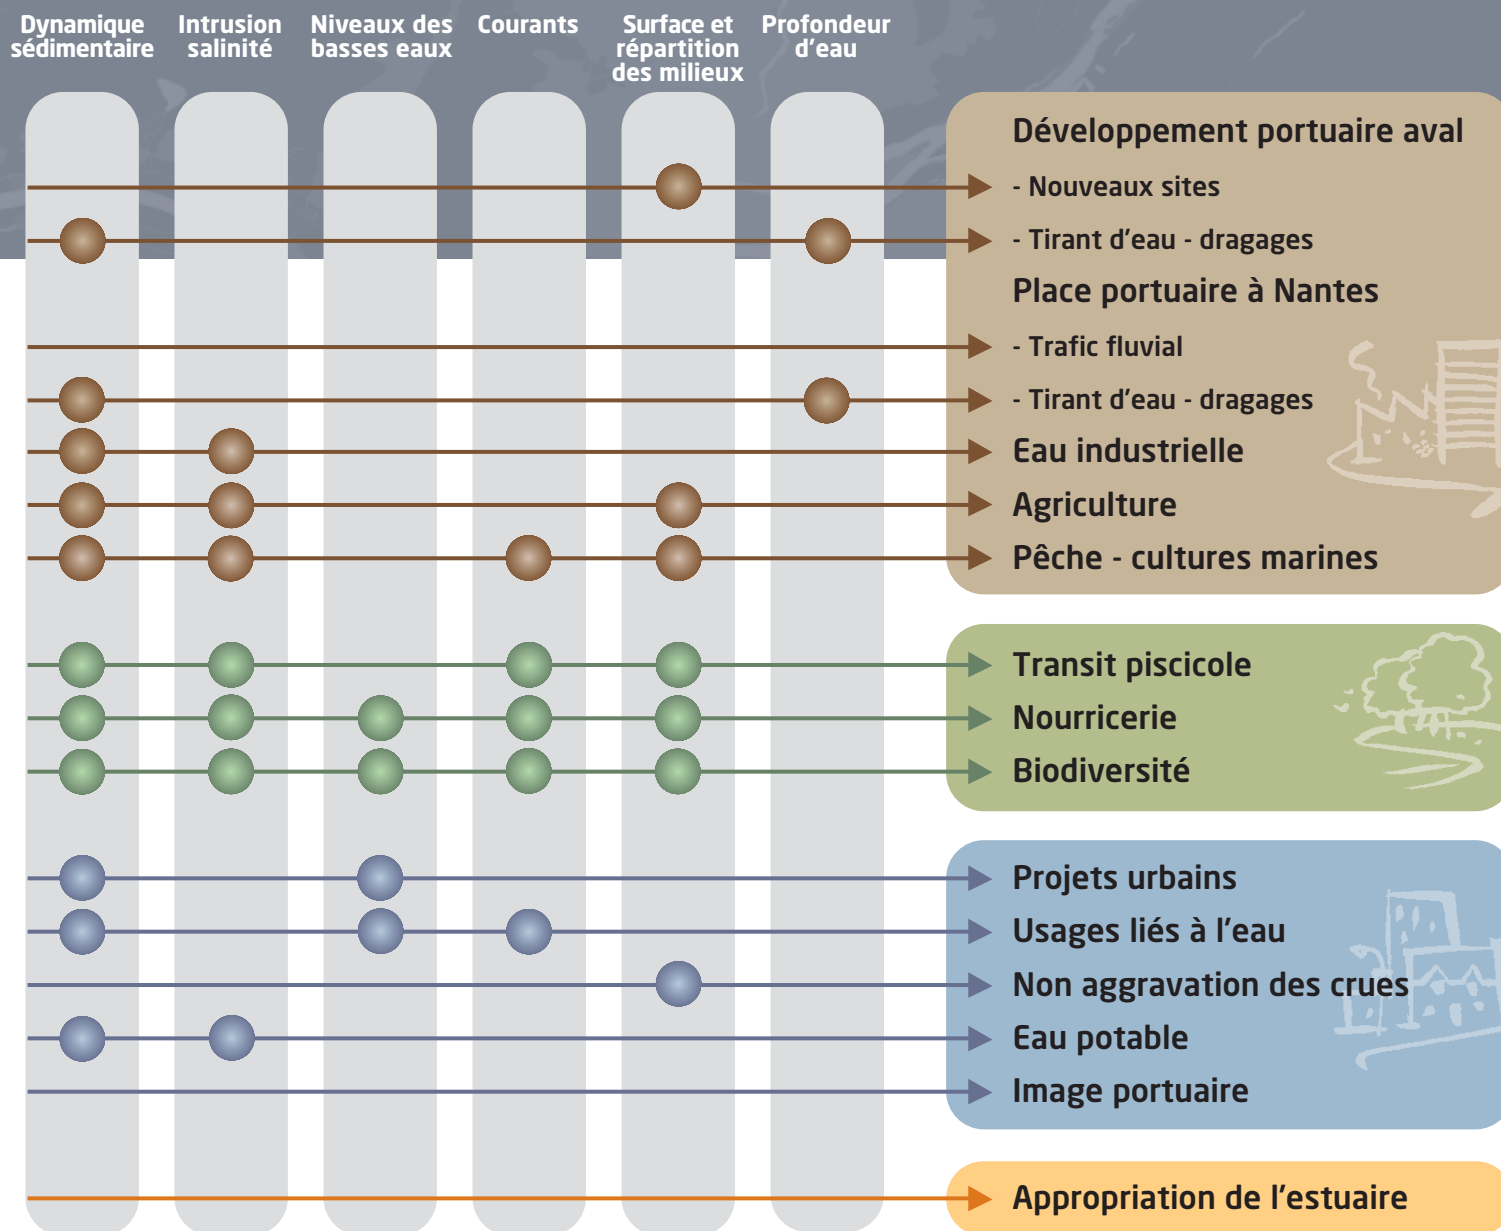 Dynamique
sédimentaire
Intrusion
salinité
Niveaux des
basses eaux
Courants
Surface et
répartition
des milieux
Profondeur
d'eau
Développement portuaire aval
- Nouveaux sites
- Tirant d'eau - dragages
Place portuaire à Nantes
- Trafic fluvial
- Tirant d'eau - dragages
Eau industrielle
Agriculture
Pêche - cultures marines
Transit piscicole
Nourricerie
Biodiversité
Projets urbains
Usages liés à l'eau
Non aggravation des crues
Eau potable
Image portuaire
Appropriation de l'estuaire